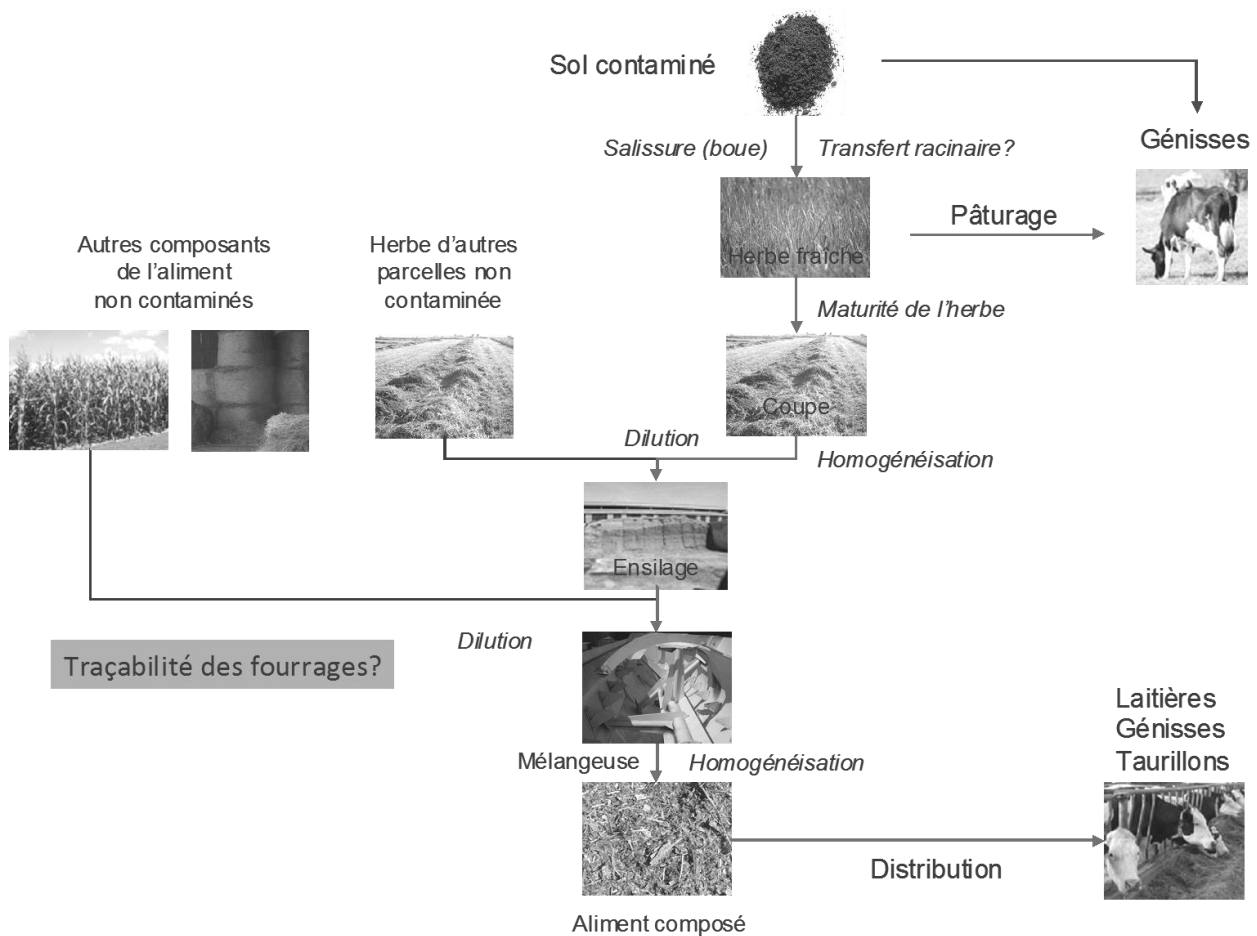 Sol contaminé
Génisses
Salissure (boue)
Transfert racinaire?
Herbe fraîche
Pâturage
Autres composants
de l'aliment
non contaminés
Herbe d'autres
parcelles non
contaminée
Maturité de l'herbe
Coupe
Dilution
Homogénéisation
Ensilage
Dilution
Traçabilité des fourrages?
Mélangeuse
Homogénéisation
Laitières
Génisses
Taurillons
Distribution
Aliment composé